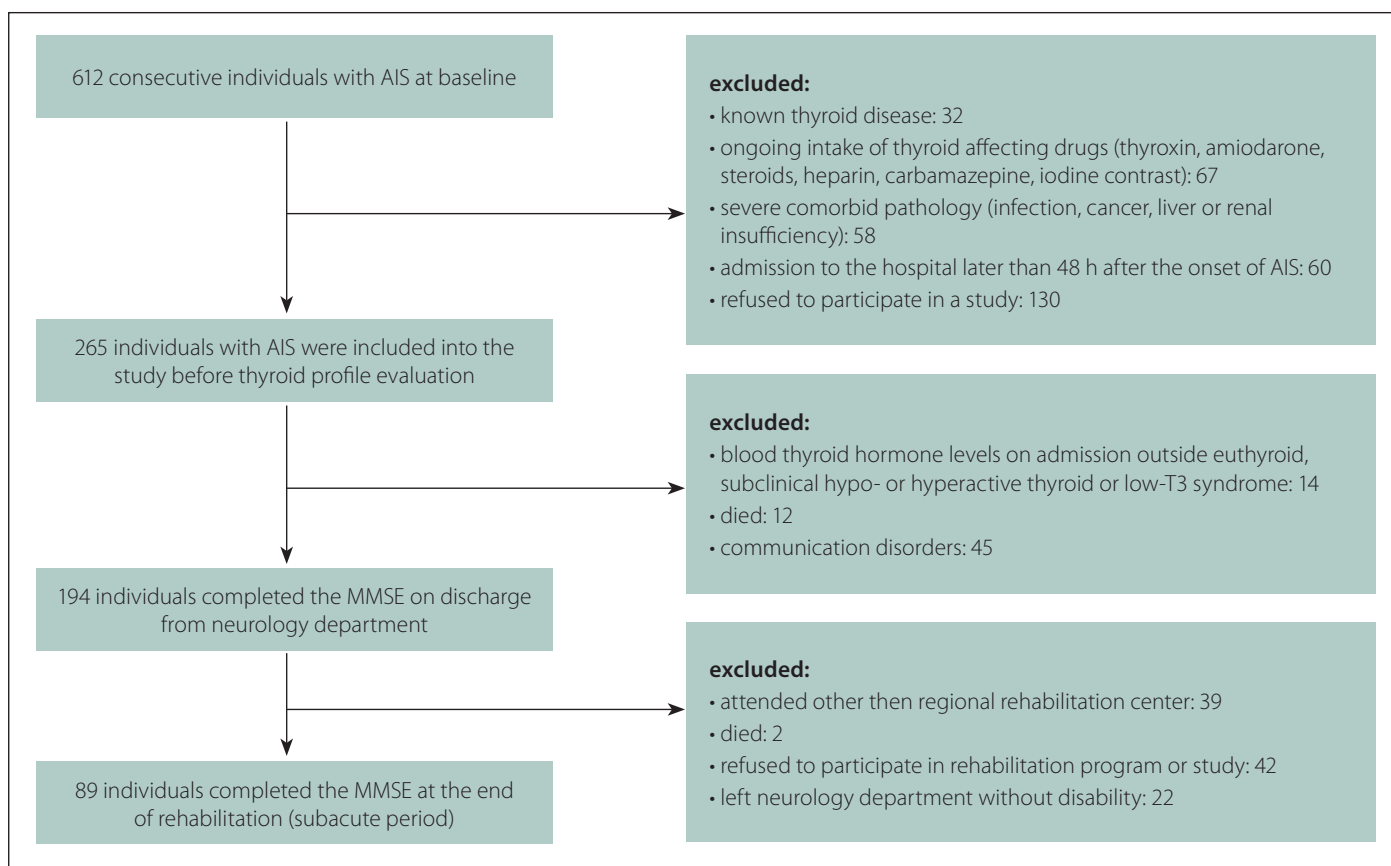 612 consecutive individuals with AIS at baseline
excluded:
• known thyroid disease: 32
• ongoing intake of thyroid affecting drugs (thyroxin, amiodarone,
steroids, heparin, carbamazepine, iodine contrast): 67
• severe comorbid pathology (infection, cancer, liver or renal
insufficiency): 58
• admission to the hospital later than 48 h after the onset of AIS: 60
• refused to participate in a study: 130
265 individuals with AIS were included into the
study before thyroid profile evaluation
excluded:
• blood thyroid hormone levels on admission outside euthyroid,
subclinical hypo- or hyperactive thyroid or low-T3 syndrome: 14
• died: 12
• communication disorders: 45
194 individuals completed the MMSE on discharge
from neurology department
excluded:
• attended other then regional rehabilitation center: 39
• died: 2
• refused to participate in rehabilitation program or study: 42
• left neurology department without disability: 22
89 individuals completed the MMSE at the end
of rehabilitation (subacute period)